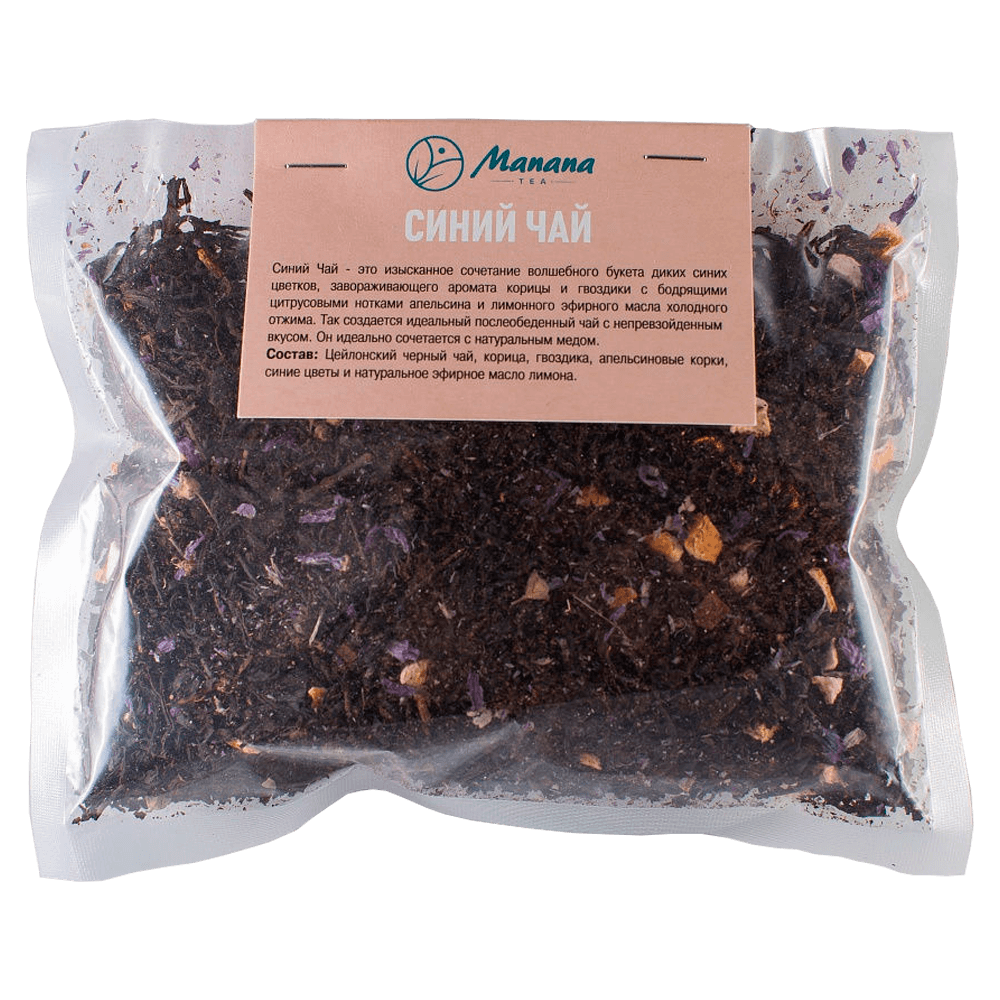 Manana
TEA
СИНИЙ ЧАЙ
Синий Чай - это изысканное сочетание волшебного букета диких синих
цветков, завораживающего аромата корицы и гвоздики с бодрящими
цитрусовыми нотками апельсина и лимонного эфирного масла холодного
отжима. Так создается идеальный послеобеденный чай с непревзойденным
вкусом. Он идеально сочетается с натуральным медом.
Состав: Цейлонский черный чай, корица, гвоздика, апельсиновые корки,
синие цветы и натуральное эфирное масло лимона.